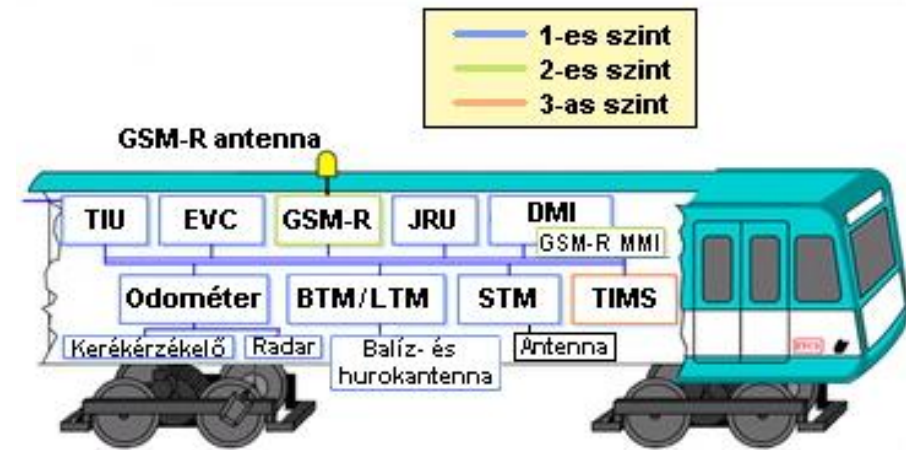 1-es szint
2-es szint
3-as szint
GSM-R antenna
TIU
EVC
GSM-R
JRU
DMI
GSM-R MMI
Odométer
BTM/LTM
STM
TIMS
Kerékérzékelő
Radar
Balíz- és
hurokantenna
Antenna